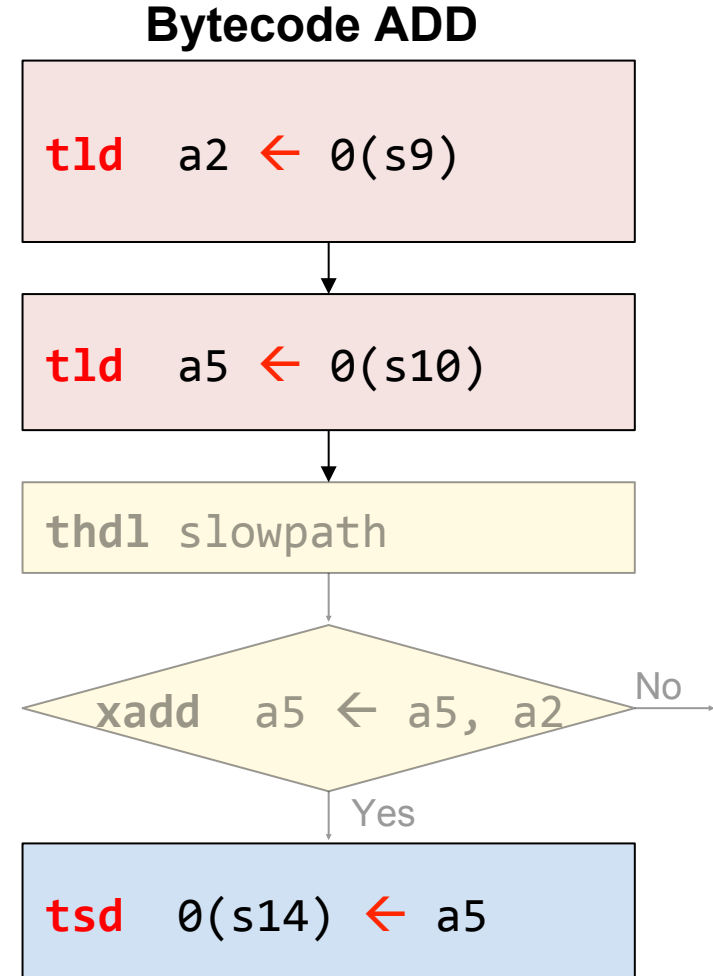 Bytecode ADD
tld a2 ← 0(s9)
tld a5 ← 0(s10)
thdl slowpath
xadd a5 ← a5, a2
No
Yes
tsd 0(s14) ← a5